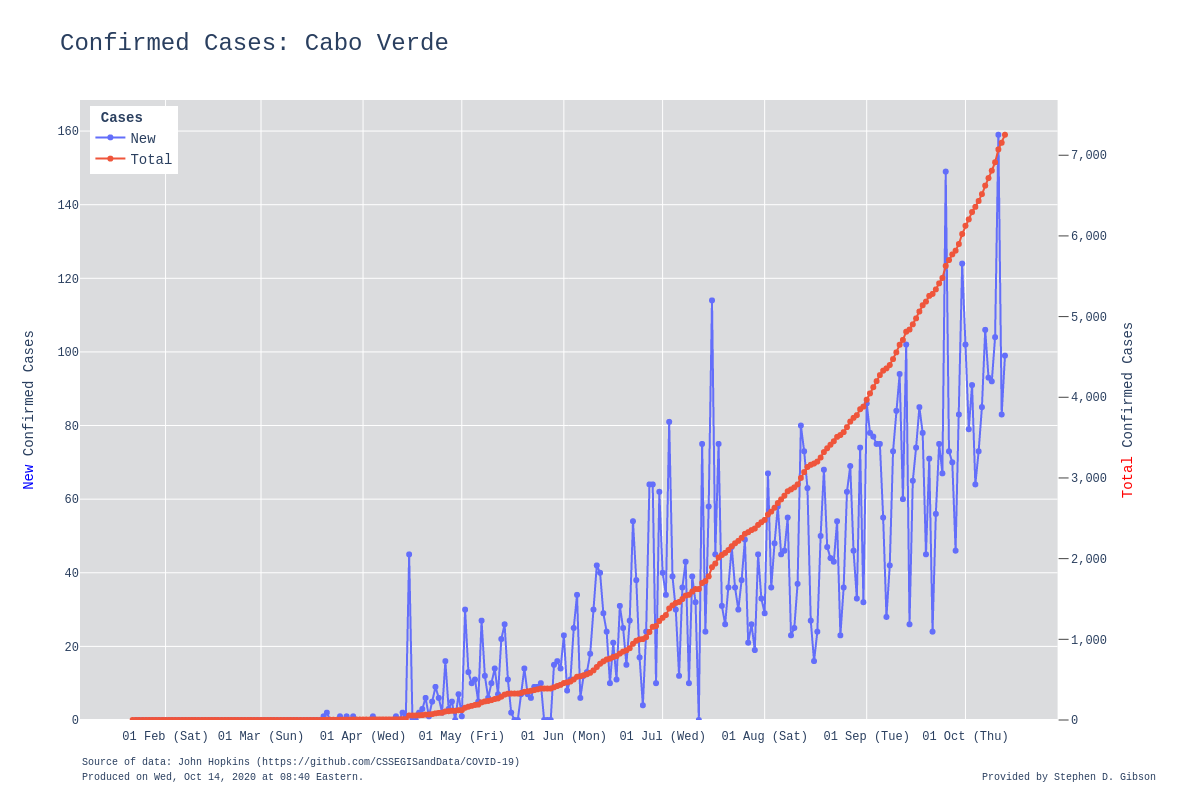 Confirmed Cases: Cabo Verde
Cases
New
Total
160
140
120
100
80
60
40
20
0
7,000
6,000
5,000
4,000
3,000
2,000
1,000
0
New Confirmed Cases
Total Confirmed Cases
01 Feb (Sat) 01 Mar (Sun) 01 Apr (Wed) 01 May (Fri) 01 Jun (Mon) 01 Jul (Wed) 01 Aug (Sat) 01 Sep (Tue) 01 Oct (Thu)
Source of data: John Hopkins (https://github.com/CSSEGISandData/COVID-19)
Produced on Wed, Oct 14, 2020 at 08:40 Eastern.
Provided by Stephen D. Gibson